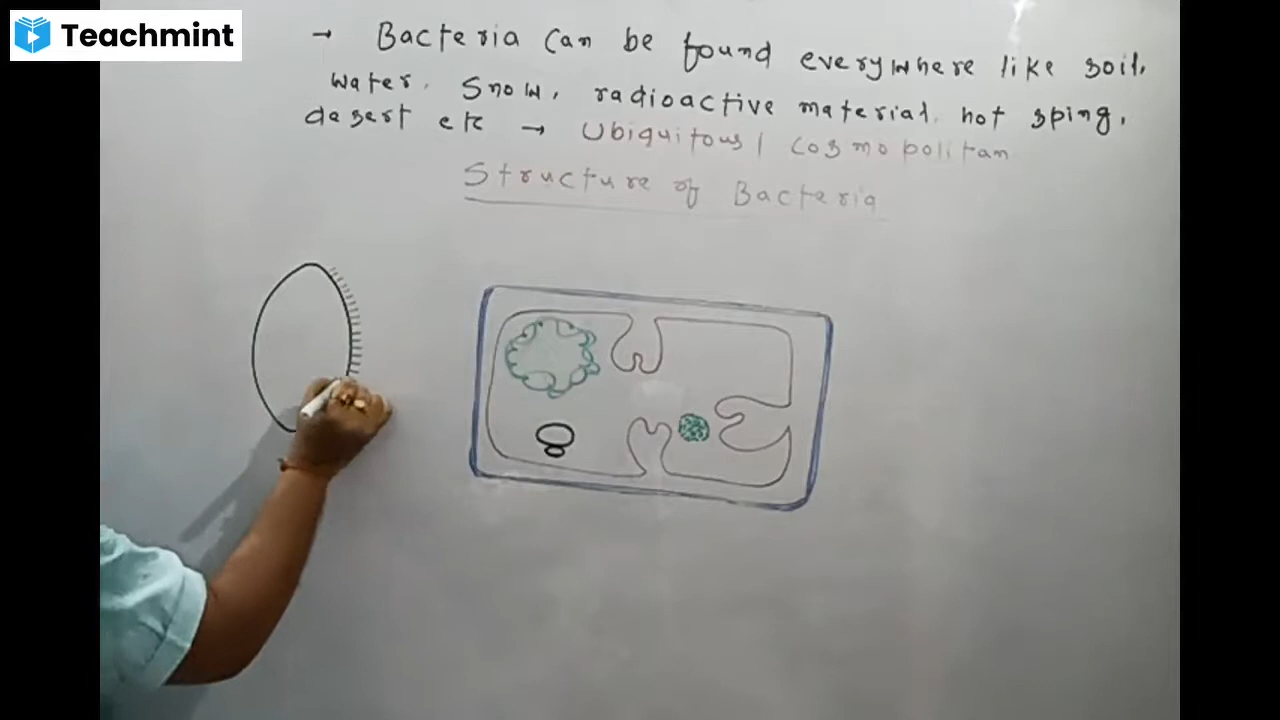 Teachmint
→ Bacteria can be found everywhere like soil,
water, snow, radioactive material, hot sping,
desert etc → Ubiquitous / Cosmopolitan
Structure of Bacteria